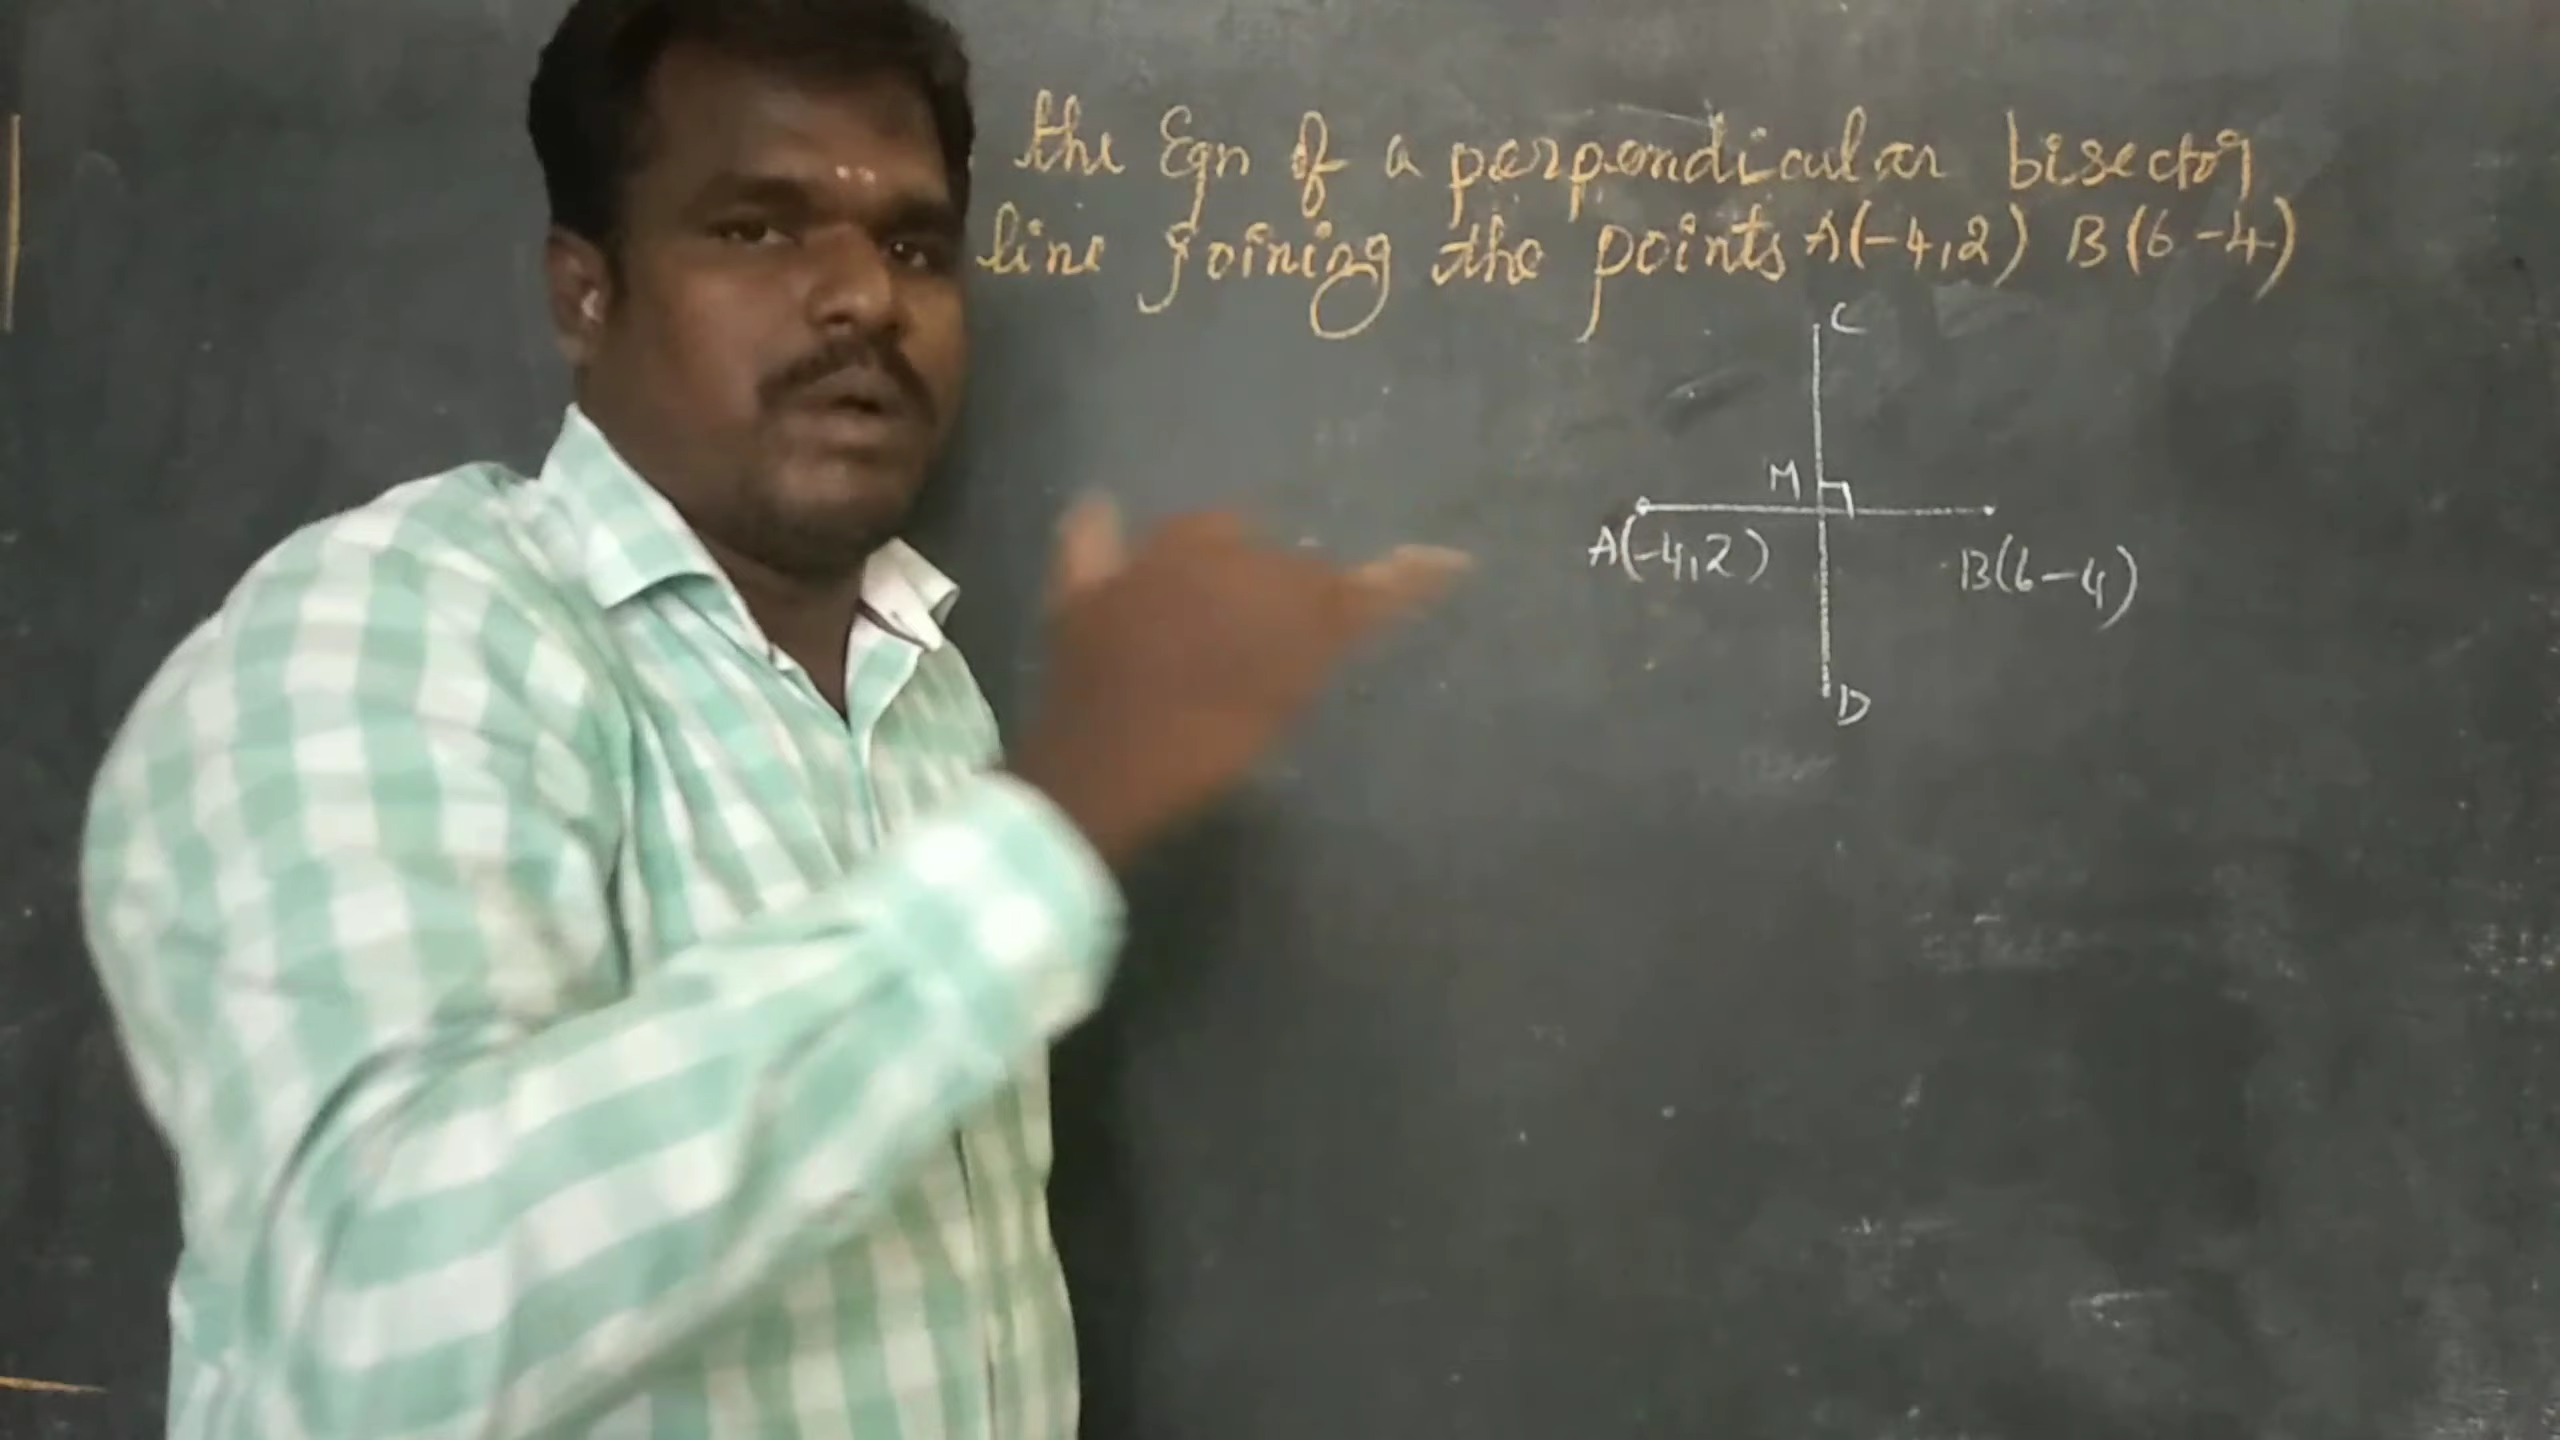 the Eqn of a perpendicular bisector
line joining the points A(-4,2) B(6-4)
C
M
A(-4,2)
B(6-4)
D